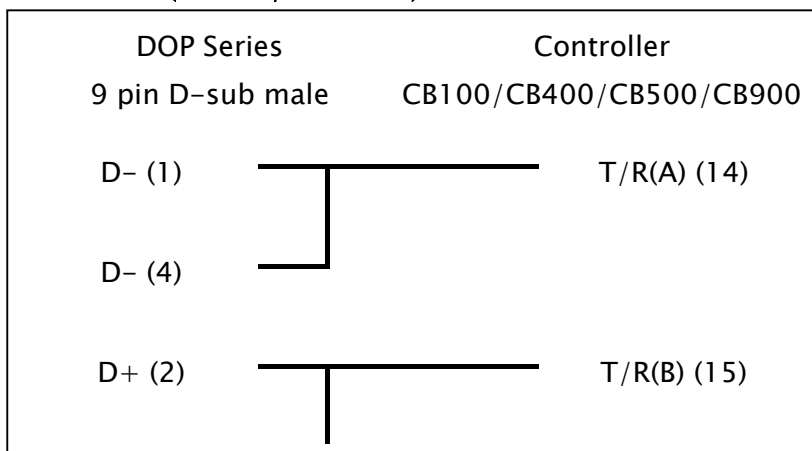 DOP Series Controller
9 pin D-sub male CB100/CB400/CB500/CB900
D- (1) T/R(A) (14)
D- (4)
D+ (2) T/R(B) (15)